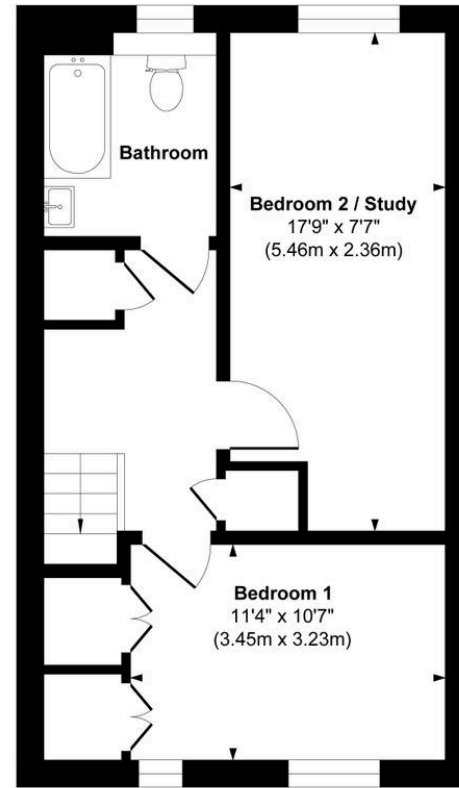 Bathroom
Bedroom 2 / Study
17'9" x 7'7"
(5.46m x 2.36m)
Bedroom 1
11'4" x 10'7"
(3.45m x 3.23m)